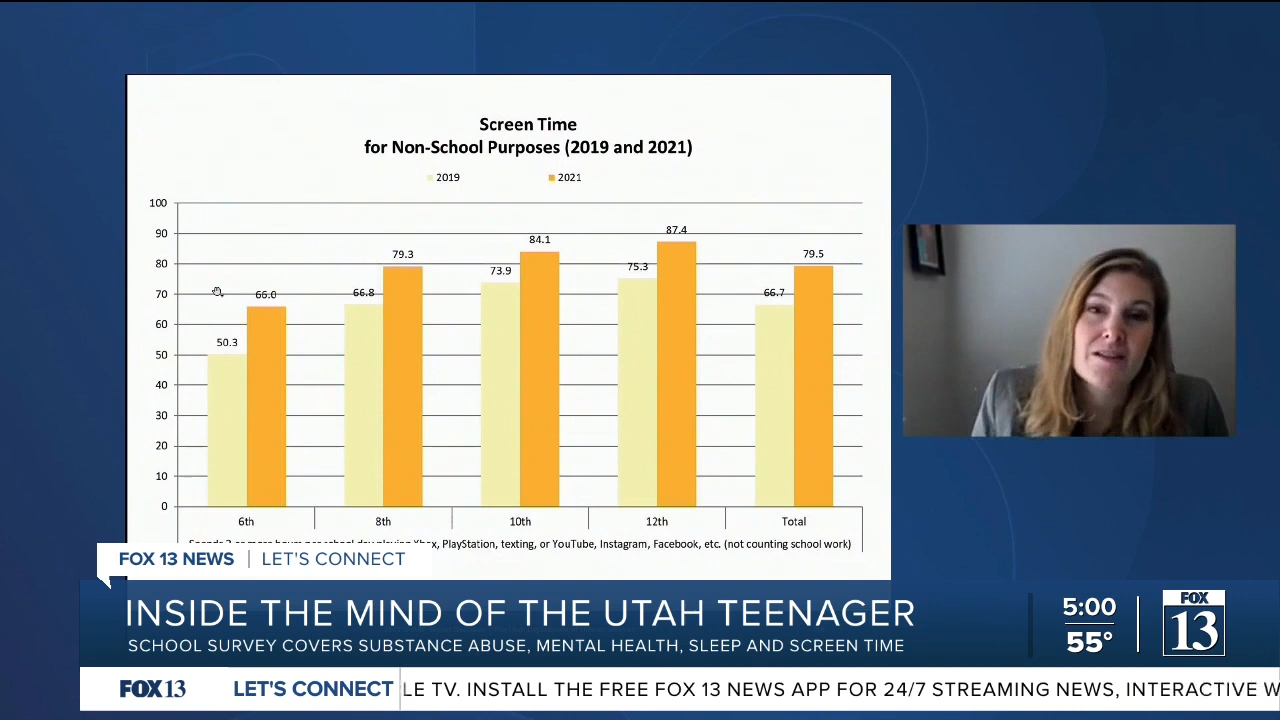 Screen Time
for Non-School Purposes (2019 and 2021)
2019 2021
100
90
80
70
60
50
40
30
20
10
0
50.3 66.0 66.8 79.3 73.9 84.1 75.3 87.4 66.7 79.5
6th 8th 10th 12th Total
Xbox, PlayStation, texting, or YouTube, Instagram, Facebook, etc. (not counting school work)
FOX 13 NEWS | LET'S CONNECT
INSIDE THE MIND OF THE UTAH TEENAGER
SCHOOL SURVEY COVERS SUBSTANCE ABUSE, MENTAL HEALTH, SLEEP AND SCREEN TIME
5:00
55°
FOX
13
FOX13 LET'S CONNECT LE TV. INSTALL THE FREE FOX 13 NEWS APP FOR 24/7 STREAMING NEWS, INTERACTIVE W